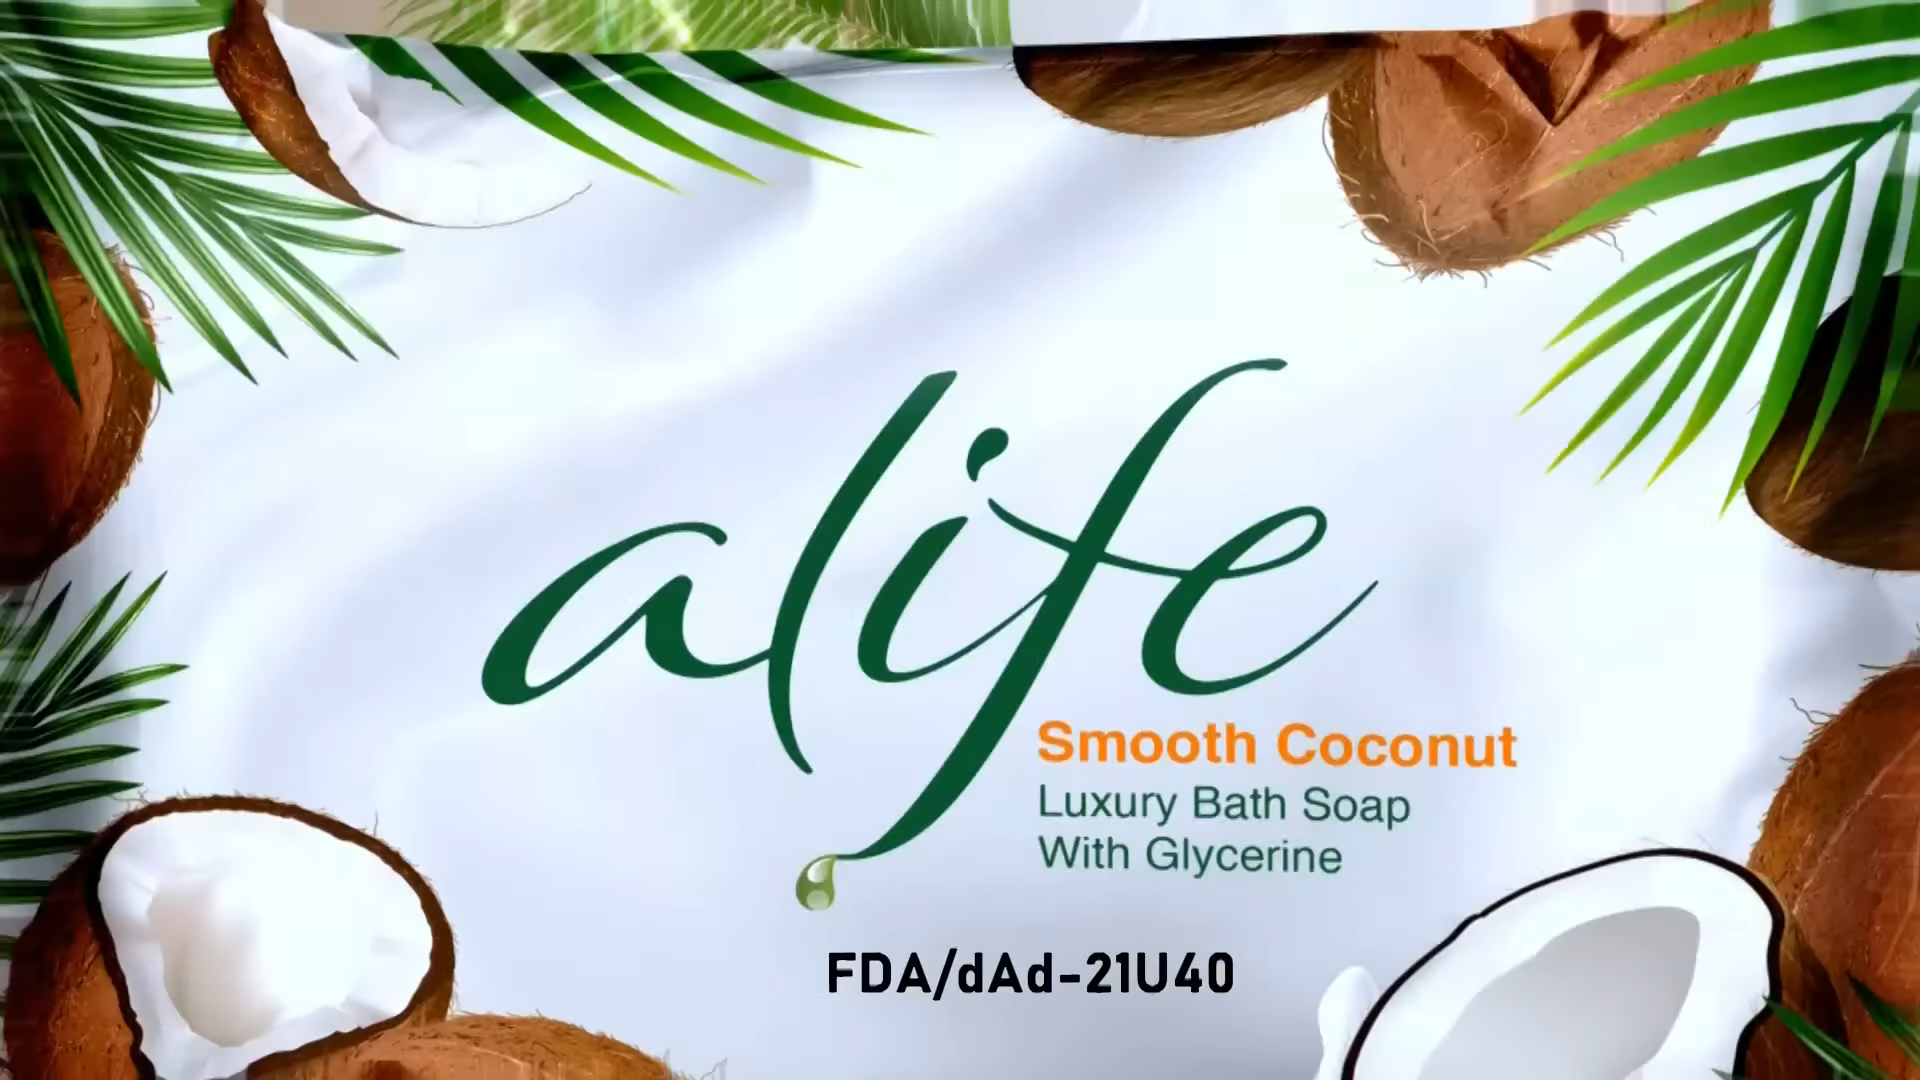 alife
Smooth Coconut
Luxury Bath Soap
With Glycerine
FDA/dAd-21U40